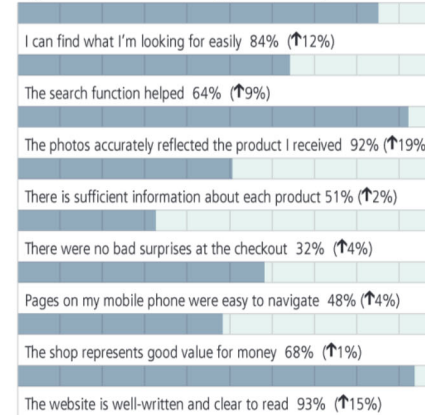 I can find what I'm looking for easily 84% (↑12%)
The search function helped 64% (↑9%)
The photos accurately reflected the product I received 92% (↑19%
There is sufficient information about each product 51% (↑2%)
There were no bad surprises at the checkout 32% (↑4%)
Pages on my mobile phone were easy to navigate 48% (↑4%)
The shop represents good value for money 68% (↑1%)
The website is well-written and clear to read 93% (↑15%)